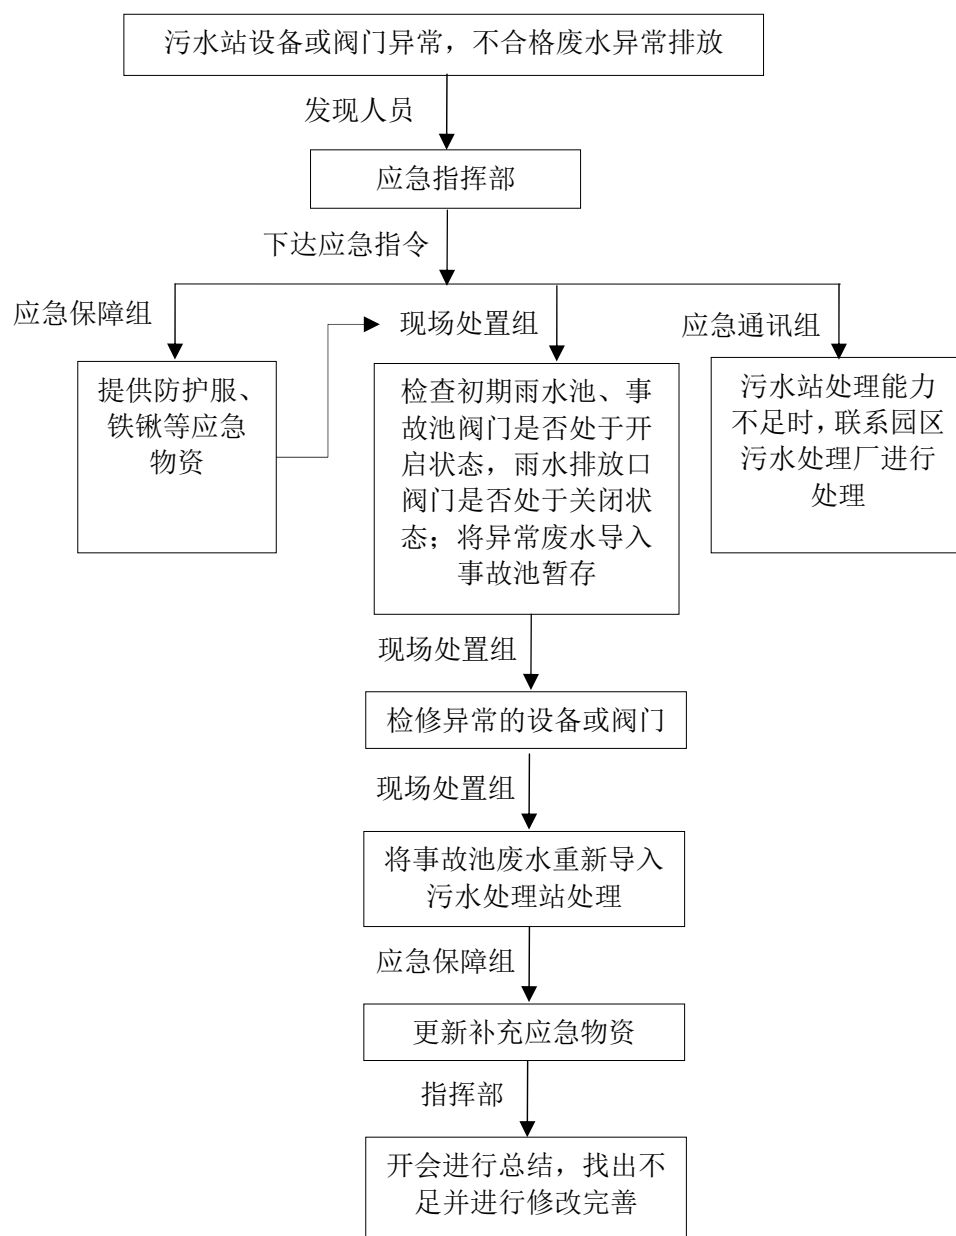 污水站设备或阀门异常，不合格废水异常排放
发现人员
应急指挥部
下达应急指令
应急保障组
现场处置组
应急通讯组
提供防护服、
铁锹等应急
物资
检查初期雨水池、事
故池阀门是否处于开
启状态，雨水排放口
阀门是否处于关闭状
态；将异常废水导入
事故池暂存
污水站处理能力
不足时，联系园区
污水处理厂进行
处理
现场处置组
检修异常的设备或阀门
现场处置组
将事故池废水重新导入
污水处理站处理
应急保障组
更新补充应急物资
指挥部
开会进行总结，找出不
足并进行修改完善